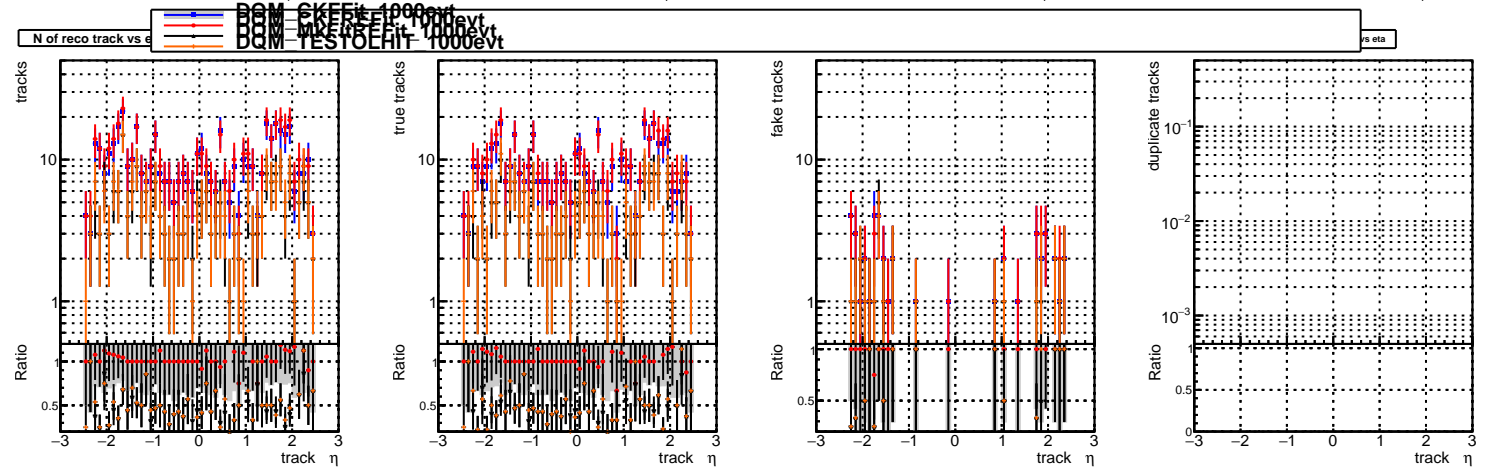 DQM_CKFFit_1000evt
DQM_CKFREFit_1000evt
DQM_MkFitREFit_1000evt
DQM_TESTOLHIT_1000evt
N of reco track vs e
vs eta
tracks
10
1
Ratio
1
0.5
−3 −2 −1 0 1 2 3
track η
true tracks
10
1
Ratio
1
0.5
−3 −2 −1 0 1 2 3
track η
fake tracks
10
1
Ratio
1
0.5
−3 −2 −1 0 1 2 3
track η
duplicate tracks
10−1
10−2
10−3
Ratio
1
0.5
0
−3 −2 −1 0 1 2 3
track η